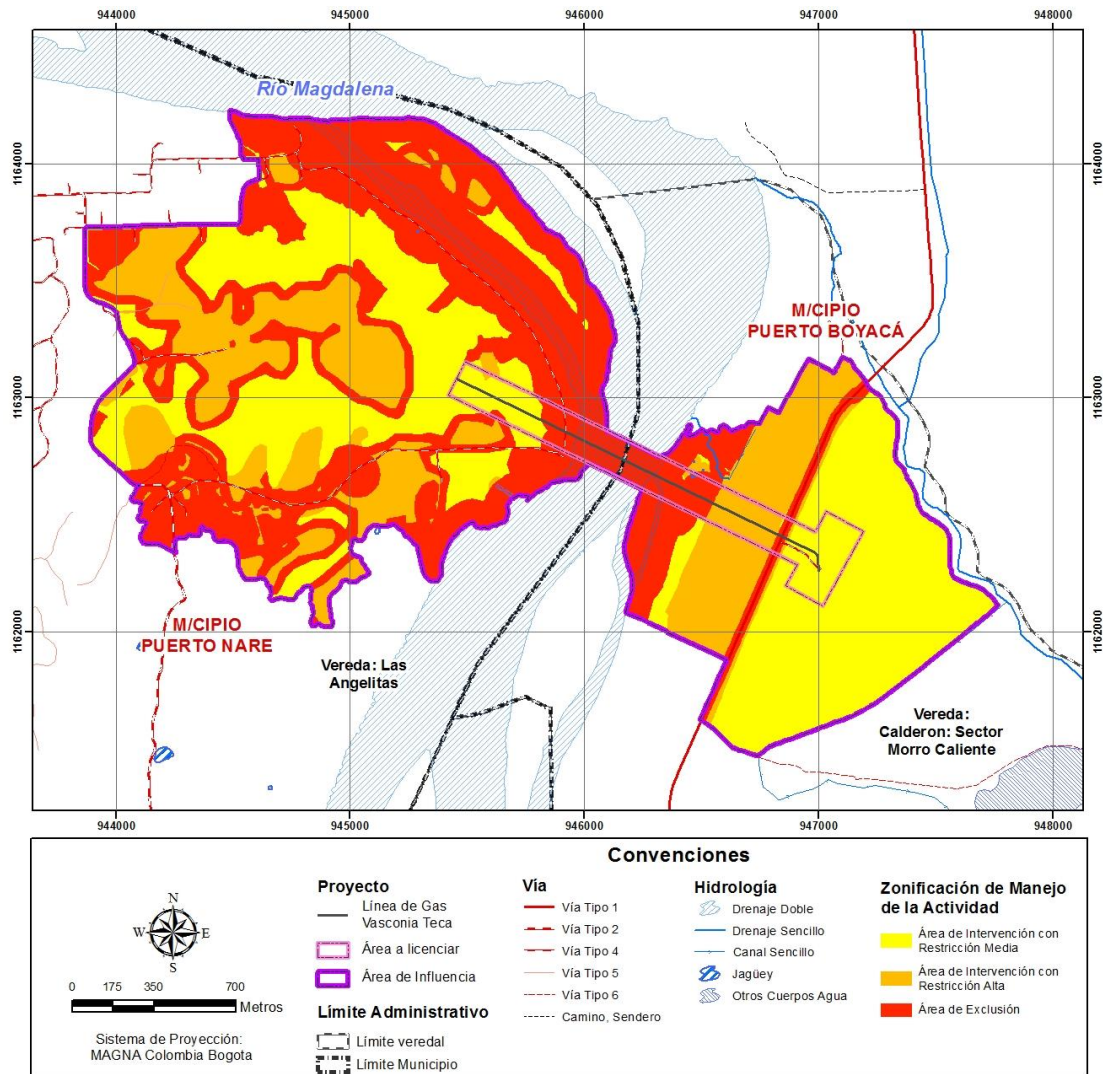 944000
945000
946000
947000
948000
Río Magdalena
1164000
1164000
M/CIPIO
PUERTO BOYACÁ
1163000
1163000
1162000
1162000
M/CIPIO
PUERTO NARE
Vereda: Las
Angelitas
Vereda:
Calderon: Sector
Morro Caliente
944000
945000
946000
947000
948000
Convenciones
N
W
E
S
0 175 350 700
Metros
Sistema de Proyección:
MAGNA Colombia Bogota
Proyecto
Línea de Gas
Vasconia Teca
Área a licenciar
Área de Influencia
Límite Administrativo
Límite veredal
Límite Municipio
Vía
Vía Tipo 1
Vía Tipo 2
Vía Tipo 4
Vía Tipo 5
Vía Tipo 6
Camino, Sendero
Hidrología
Drenaje Doble
Drenaje Sencillo
Canal Sencillo
Jagüey
Otros Cuerpos Agua
Zonificación de Manejo
de la Actividad
Área de Intervención con
Restricción Media
Área de Intervención con
Restricción Alta
Área de Exclusión